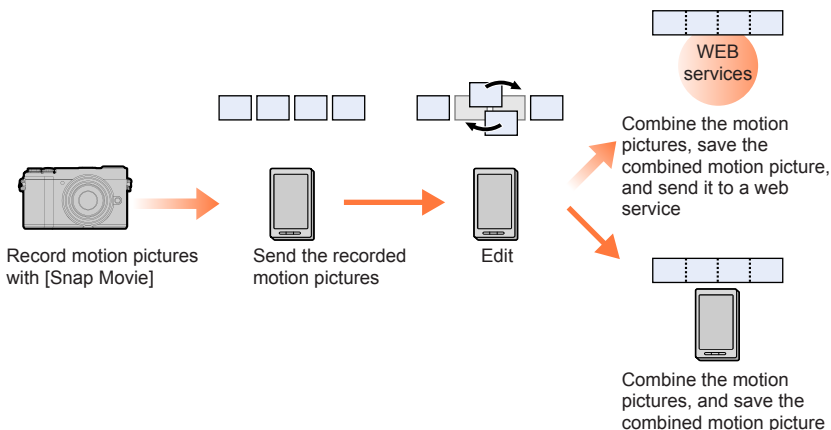 Record motion pictures
with [Snap Movie]
Send the recorded
motion pictures
Edit
WEB
services
Combine the motion
pictures, save the
combined motion picture,
and send it to a web
service
Combine the motion
pictures, and save the
combined motion picture